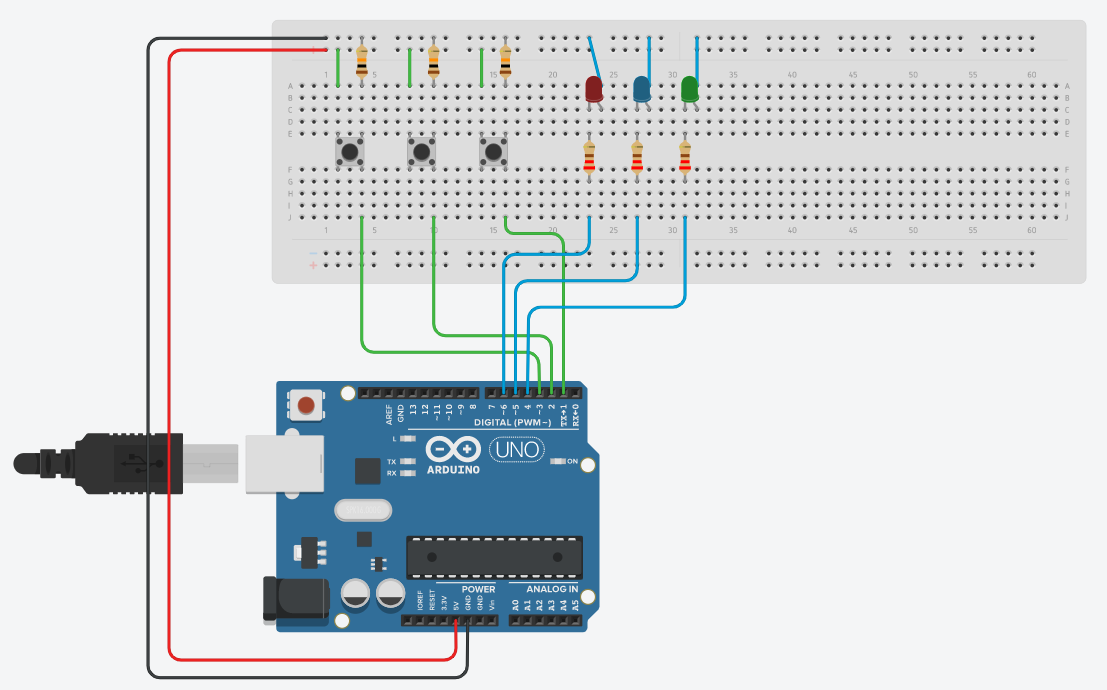 1 5 15 20 25 30 35 40 45 50 55 60
A A
B B
C C
D D
E E
F F
G G
H H
I I
J J
1 5 10 15 20 25 30 35 40 45 50 55 60
-
+
AREF GND 13 12 ~11 ~10 ~9 8 7 ~6 ~5 4 ~3 2 TX→1 RX←0
DIGITAL (PWM~)
L
TX
RX
ARDUINO
UNO
ON
POWER ANALOG IN
IOREF RESET 3.3V 5V GND GND Vin A0 A1 A2 A3 A4 A5